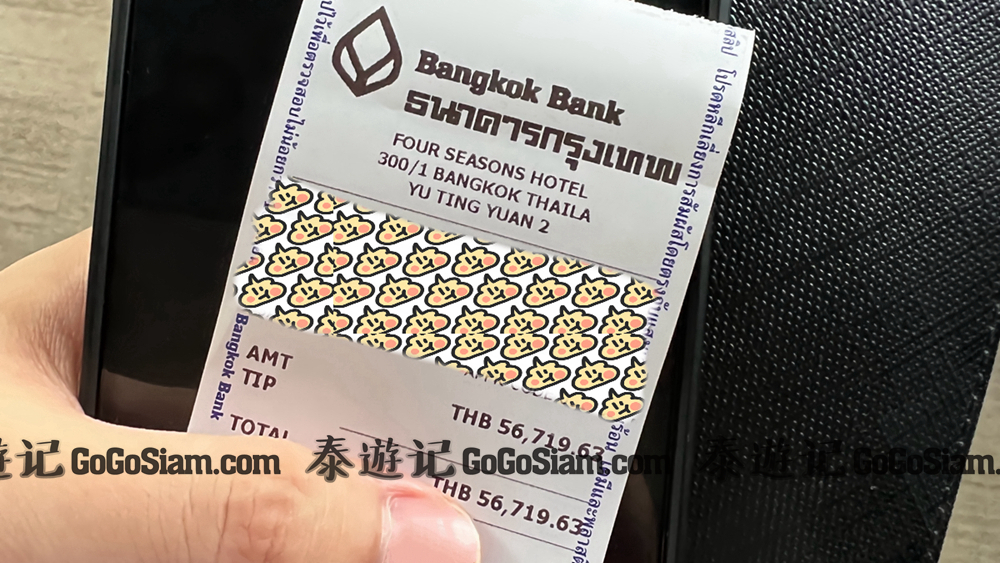 Bangkok Bank
ธนาคารกรุงเทพ
FOUR SEASONS HOTEL
300/1 BANGKOK THAILA
YU TING YUAN 2
AMT
THB 56,719.63
TIP
TOTAL
THB 56,719.63
Bangkok Bank
泰遊记 GoGoSiam.com
泰遊记 GoGoSiam.com
泰遊记 GoGoSiam.com